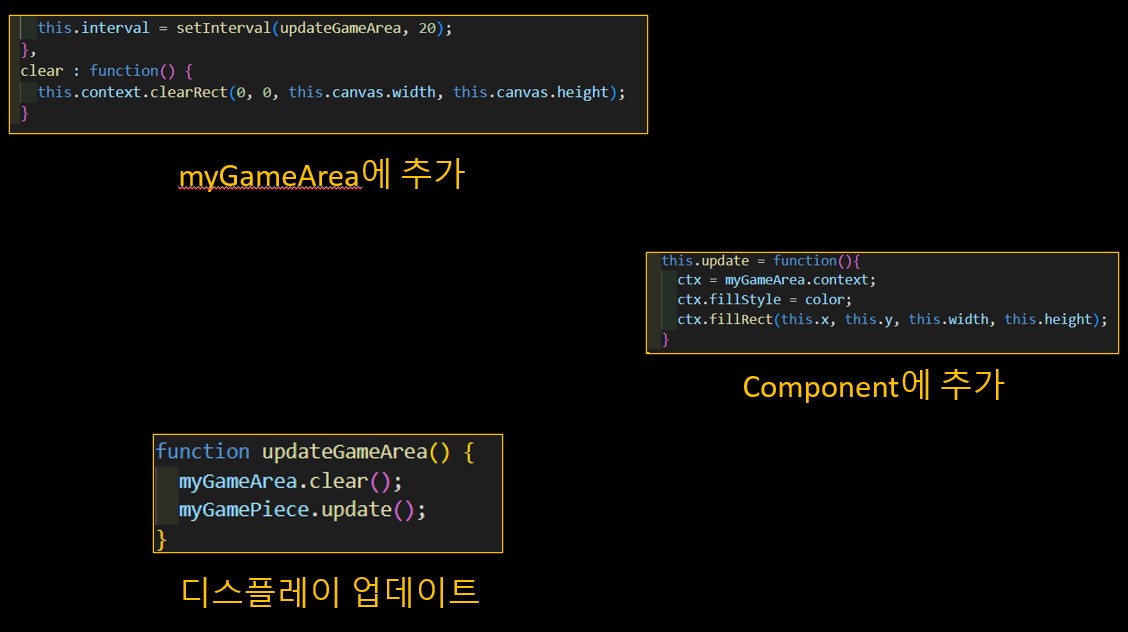 this.interval = setInterval(updateGameArea, 20);
},
clear : function() {
this.context.clearRect(0, 0, this.canvas.width, this.canvas.height);
}
myGameArea에 추가
this.update = function(){
ctx = myGameArea.context;
ctx.fillStyle = color;
ctx.fillRect(this.x, this.y, this.width, this.height);
}
Component에 추가
function updateGameArea() {
myGameArea.clear();
myGamePiece.update();
}
디스플레이 업데이트